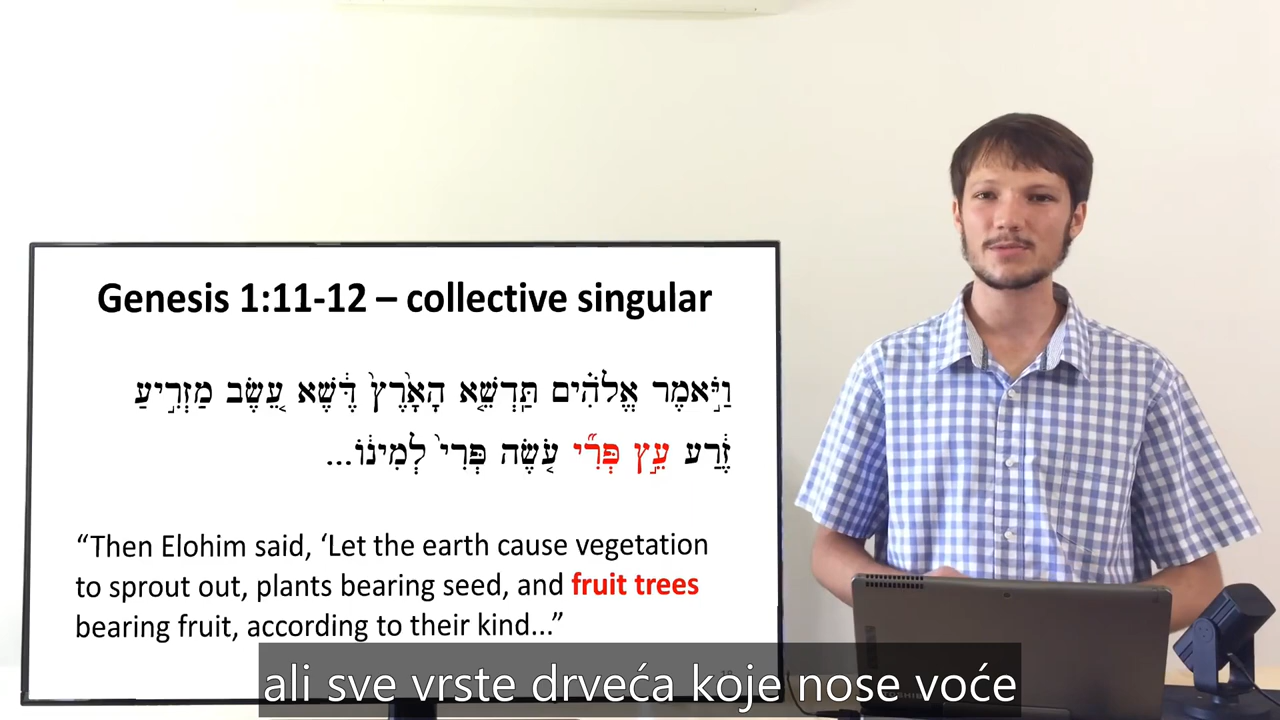 Genesis 1:11-12 – collective singular
וַיֹּ֣אמֶר אֱלֹהִ֗ים תַּֽדְשֵׁ֤א הָאָ֙רֶץ֙ דֶּ֔שֶׁא עֵ֚שֶׂב מַזְרִ֣יעַ
זֶ֔רַע עֵ֣ץ פְּרִ֞י עֹ֤שֶׂה פְּרִי֙ לְמִינ֔וֹ...
“Then Elohim said, ‘Let the earth cause vegetation
to sprout out, plants bearing seed, and fruit trees
bearing fruit, according to their kind...”
ali sve vrste drveća koje nose voće